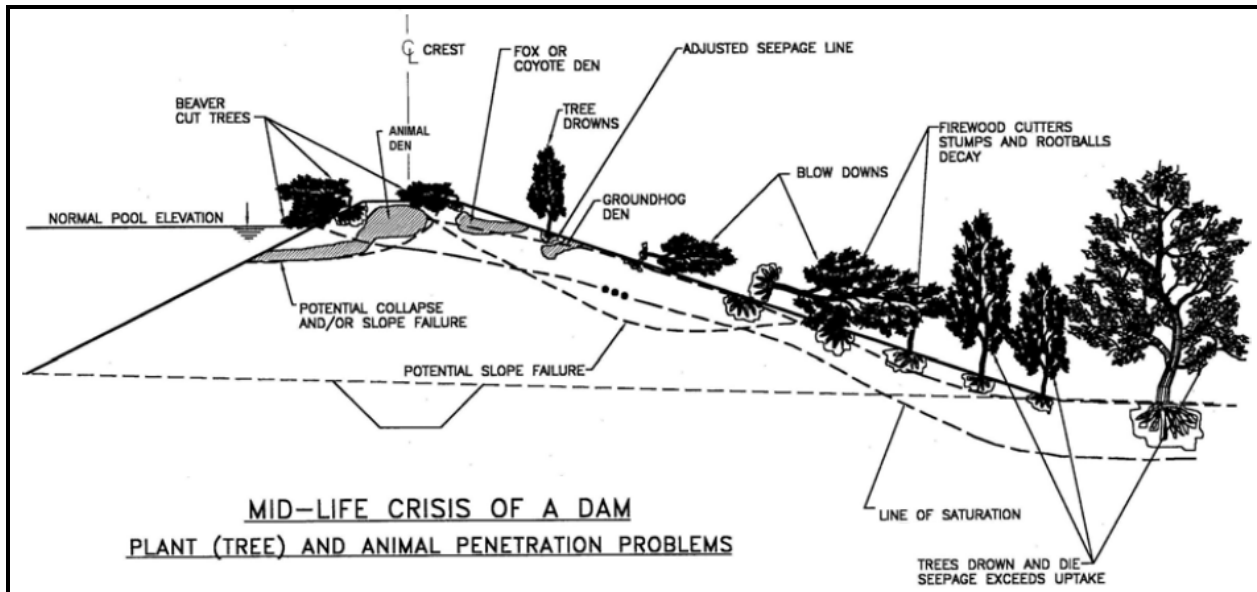 ℄ CREST
FOX OR
COYOTE DEN
ADJUSTED SEEPAGE LINE
BEAVER
CUT TREES
ANIMAL
DEN
TREE
DROWNS
FIREWOOD CUTTERS
STUMPS AND ROOTBALLS
DECAY
BLOW DOWNS
GROUNDHOG
DEN
NORMAL POOL ELEVATION
POTENTIAL COLLAPSE
AND/OR SLOPE FAILURE
POTENTIAL SLOPE FAILURE
LINE OF SATURATION
MID-LIFE CRISIS OF A DAM
PLANT (TREE) AND ANIMAL PENETRATION PROBLEMS
TREES DROWN AND DIE
SEEPAGE EXCEEDS UPTAKE